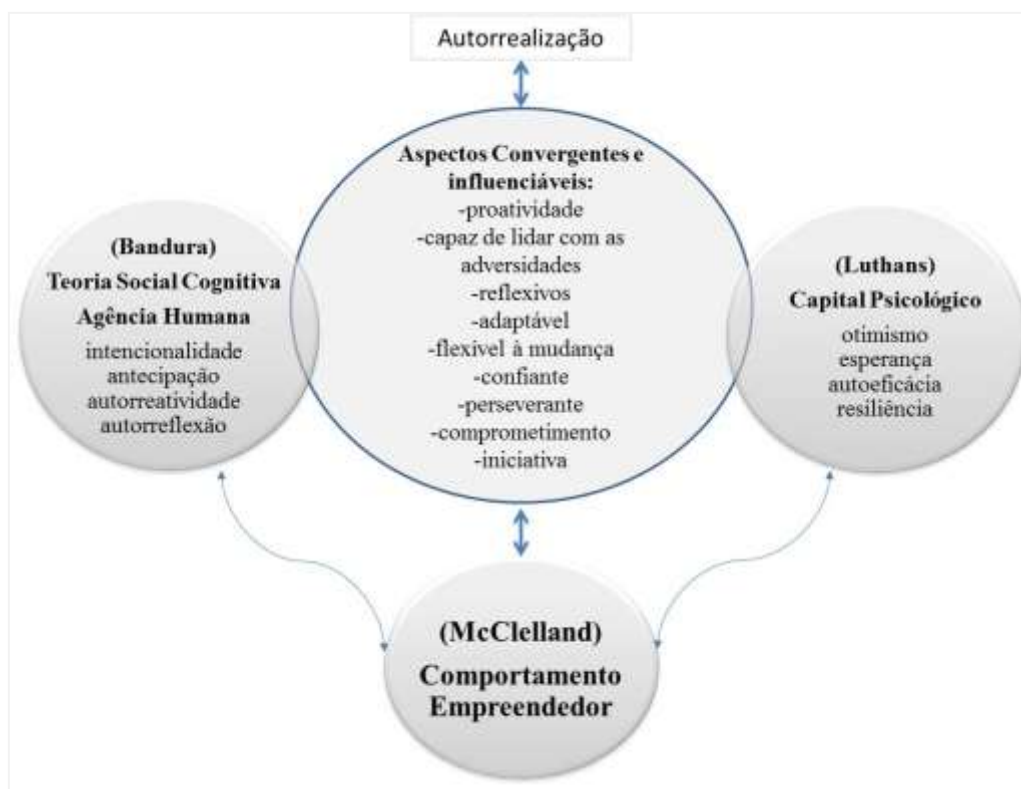 Autorrealização
Aspectos Convergentes e
influenciáveis:
-proatividade
-capaz de lidar com as
adversidades
-reflexivos
-adaptável
-flexível à mudança
-confiante
-perseverante
-comprometimento
-iniciativa
(Bandura)
Teoria Social Cognitiva
Agência Humana
intencionalidade
antecipação
autorreatividade
autorreflexão
(Luthans)
Capital Psicológico
otimismo
esperança
autoeficácia
resiliência
(McClelland)
Comportamento
Empreendedor